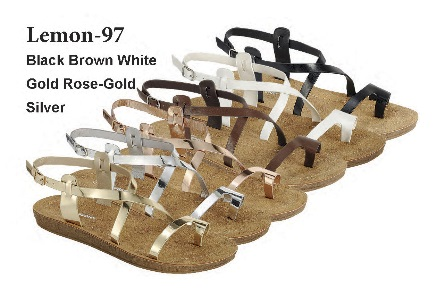 Lemon-97
Black Brown White
Gold Rose-Gold
Silver